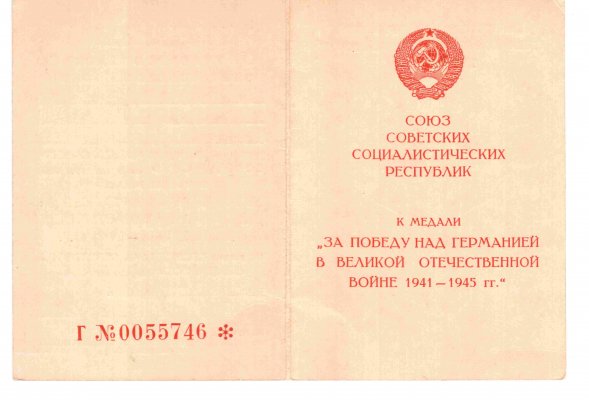 Г №0055746 *
СОЮЗ
СОВЕТСКИХ
СОЦИАЛИСТИЧЕСКИХ
РЕСПУБЛИК
К МЕДАЛИ
„ЗА ПОБЕДУ НАД ГЕРМАНИЕЙ
В ВЕЛИКОЙ ОТЕЧЕСТВЕННОЙ
ВОЙНЕ 1941—1945 гг.“